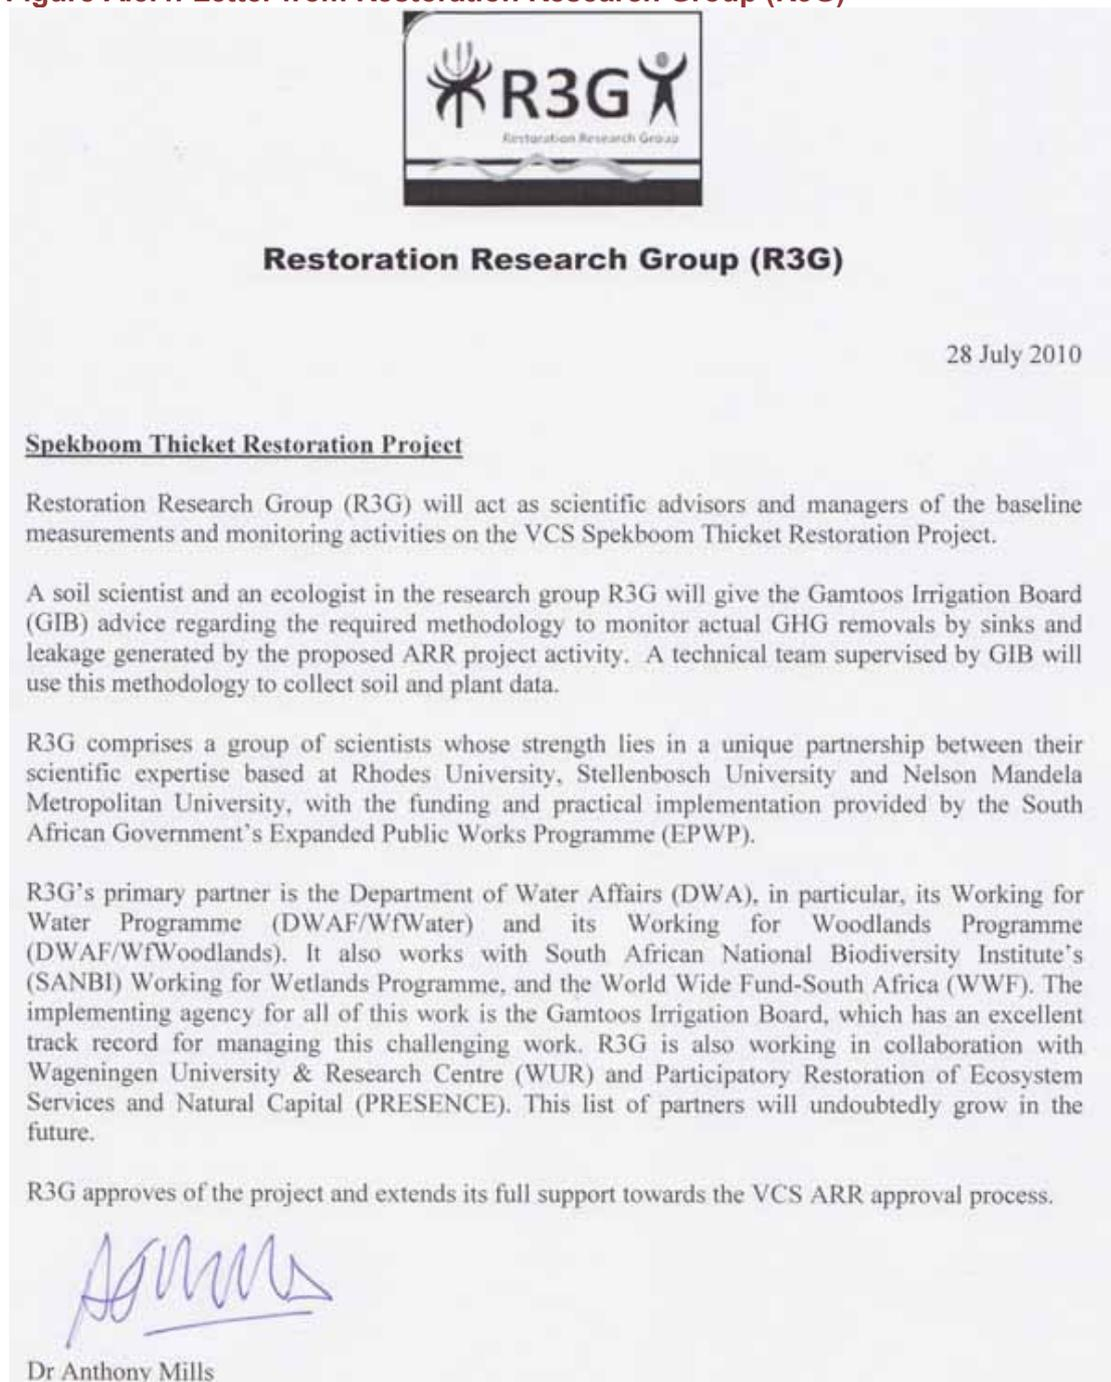 Letter from Restoration Research Group (R3G)
R3G
Restoration Research Group
Restoration Research Group (R3G)
28 July 2010
Spekboom Thicket Restoration Project
Restoration Research Group (R3G) will act as scientific advisors and managers of the baseline
measurements and monitoring activities on the VCS Spekboom Thicket Restoration Project.
A soil scientist and an ecologist in the research group R3G will give the Gamtoos Irrigation Board
(GIB) advice regarding the required methodology to monitor actual GHG removals by sinks and
leakage generated by the proposed ARR project activity. A technical team supervised by GIB will
use this methodology to collect soil and plant data.
R3G comprises a group of scientists whose strength lies in a unique partnership between their
scientific expertise based at Rhodes University, Stellenbosch University and Nelson Mandela
Metropolitan University, with the funding and practical implementation provided by the South
African Government's Expanded Public Works Programme (EPWP).
R3G's primary partner is the Department of Water Affairs (DWA), in particular, its Working for
Water Programme (DWAF/WfWater) and its Working for Woodlands Programme
(DWAF/WfWoodlands). It also works with South African National Biodiversity Institute's
(SANBI) Working for Wetlands Programme, and the World Wide Fund-South Africa (WWF). The
implementing agency for all of this work is the Gamtoos Irrigation Board, which has an excellent
track record for managing this challenging work. R3G is also working in collaboration with
Wageningen University & Research Centre (WUR) and Participatory Restoration of Ecosystem
Services and Natural Capital (PRESENCE). This list of partners will undoubtedly grow in the
future.
R3G approves of the project and extends its full support towards the VCS ARR approval process.
Dr Anthony Mills